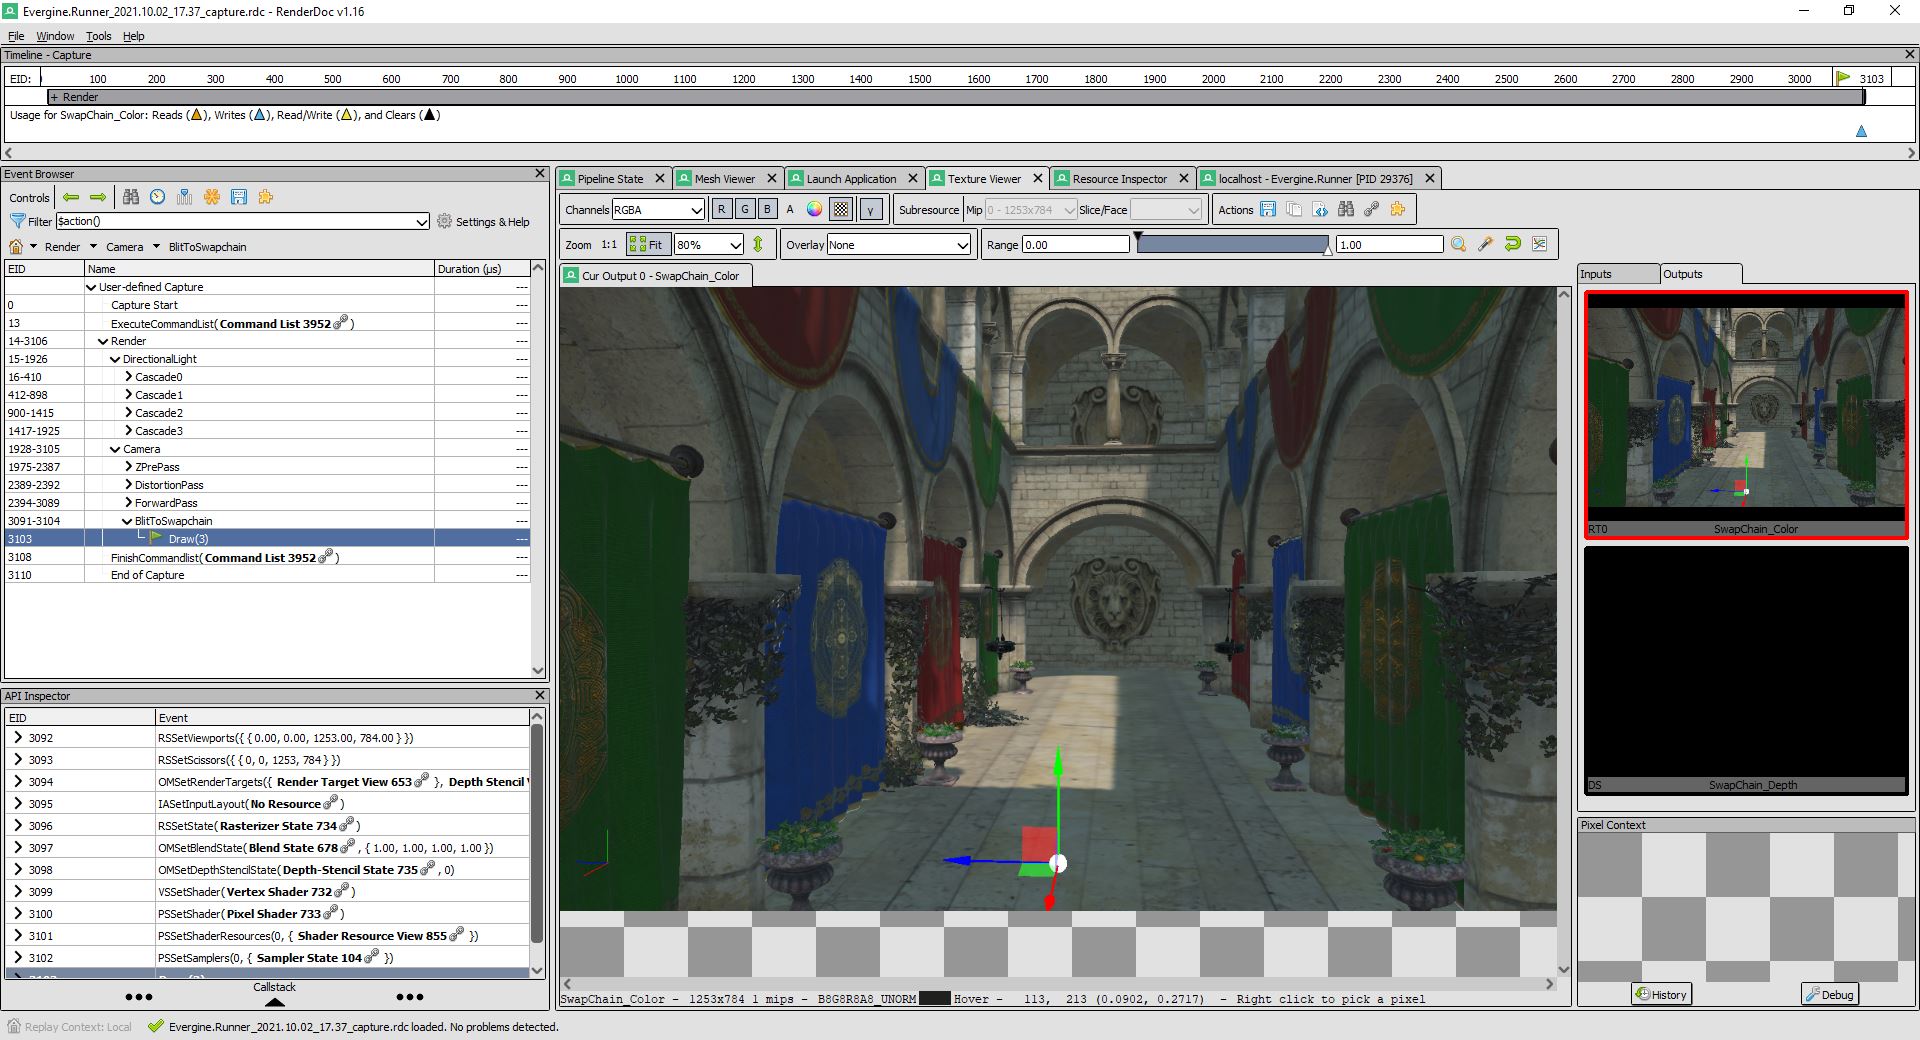 Evergine.Runner_2021.10.02_17.37_capture.rdc - RenderDoc v1.16
File Window Tools Help
Timeline - Capture
EID: 100 200 300 400 500 600 700 800 900 1000 1100 1200 1300 1400 1500 1600 1700 1800 1900 2000 2100 2200 2300 2400 2500 2600 2700 2800 2900 3000 3103
+ Render
Usage for SwapChain_Color: Reads ( ), Writes ( ), Read/Write ( ), and Clears ( )
Event Browser
Controls
Filter $action() Settings & Help
Render Camera BlitToSwapchain
EID Name Duration (µs)
User-defined Capture ---
0 Capture Start ---
13 ExecuteCommandList( Command List 3952 ) ---
14-3106 Render ---
15-1926 DirectionalLight ---
16-410 Cascade0 ---
412-898 Cascade1 ---
900-1415 Cascade2 ---
1417-1925 Cascade3 ---
1928-3105 Camera ---
1975-2387 ZPrePass ---
2389-2392 DistortionPass ---
2394-3089 ForwardPass ---
3091-3104 BlitToSwapchain ---
3103 Draw(3) ---
3108 FinishCommandlist( Command List 3952 ) ---
3110 End of Capture ---
API Inspector
EID Event
3092 RSSetViewports({ { 0.00, 0.00, 1253.00, 784.00 } })
3093 RSSetScissors({ { 0, 0, 1253, 784 } })
3094 OMSetRenderTargets({ Render Target View 653 }, Depth Stencil
3095 IASetInputLayout( No Resource )
3096 RSSetState( Rasterizer State 734 )
3097 OMSetBlendState( Blend State 678 , { 1.00, 1.00, 1.00, 1.00 })
3098 OMSetDepthStencilState( Depth-Stencil State 735 , 0)
3099 VSSetShader( Vertex Shader 732 )
3100 PSSetShader( Pixel Shader 733 )
3101 PSSetShaderResources(0, { Shader Resource View 855 })
3102 PSSetSamplers(0, { Sampler State 104 })
Callstack
Pipeline State Mesh Viewer Launch Application Texture Viewer Resource Inspector localhost - Evergine.Runner [PID 29376]
Channels RGBA R G B A γ Subresource Mip 0 - 1253x784 Slice/Face Actions
Zoom 1:1 Fit 80% Overlay None Range 0.00 1.00
Cur Output 0 - SwapChain_Color
SwapChain_Color - 1253x784 1 mips - B8G8R8A8_UNORM Hover - 113, 213 (0.0902, 0.2717) - Right click to pick a pixel
Inputs Outputs
RT0 SwapChain_Color
DS SwapChain_Depth
Pixel Context
History Debug
Replay Context: Local Evergine.Runner_2021.10.02_17.37_capture.rdc loaded. No problems detected.